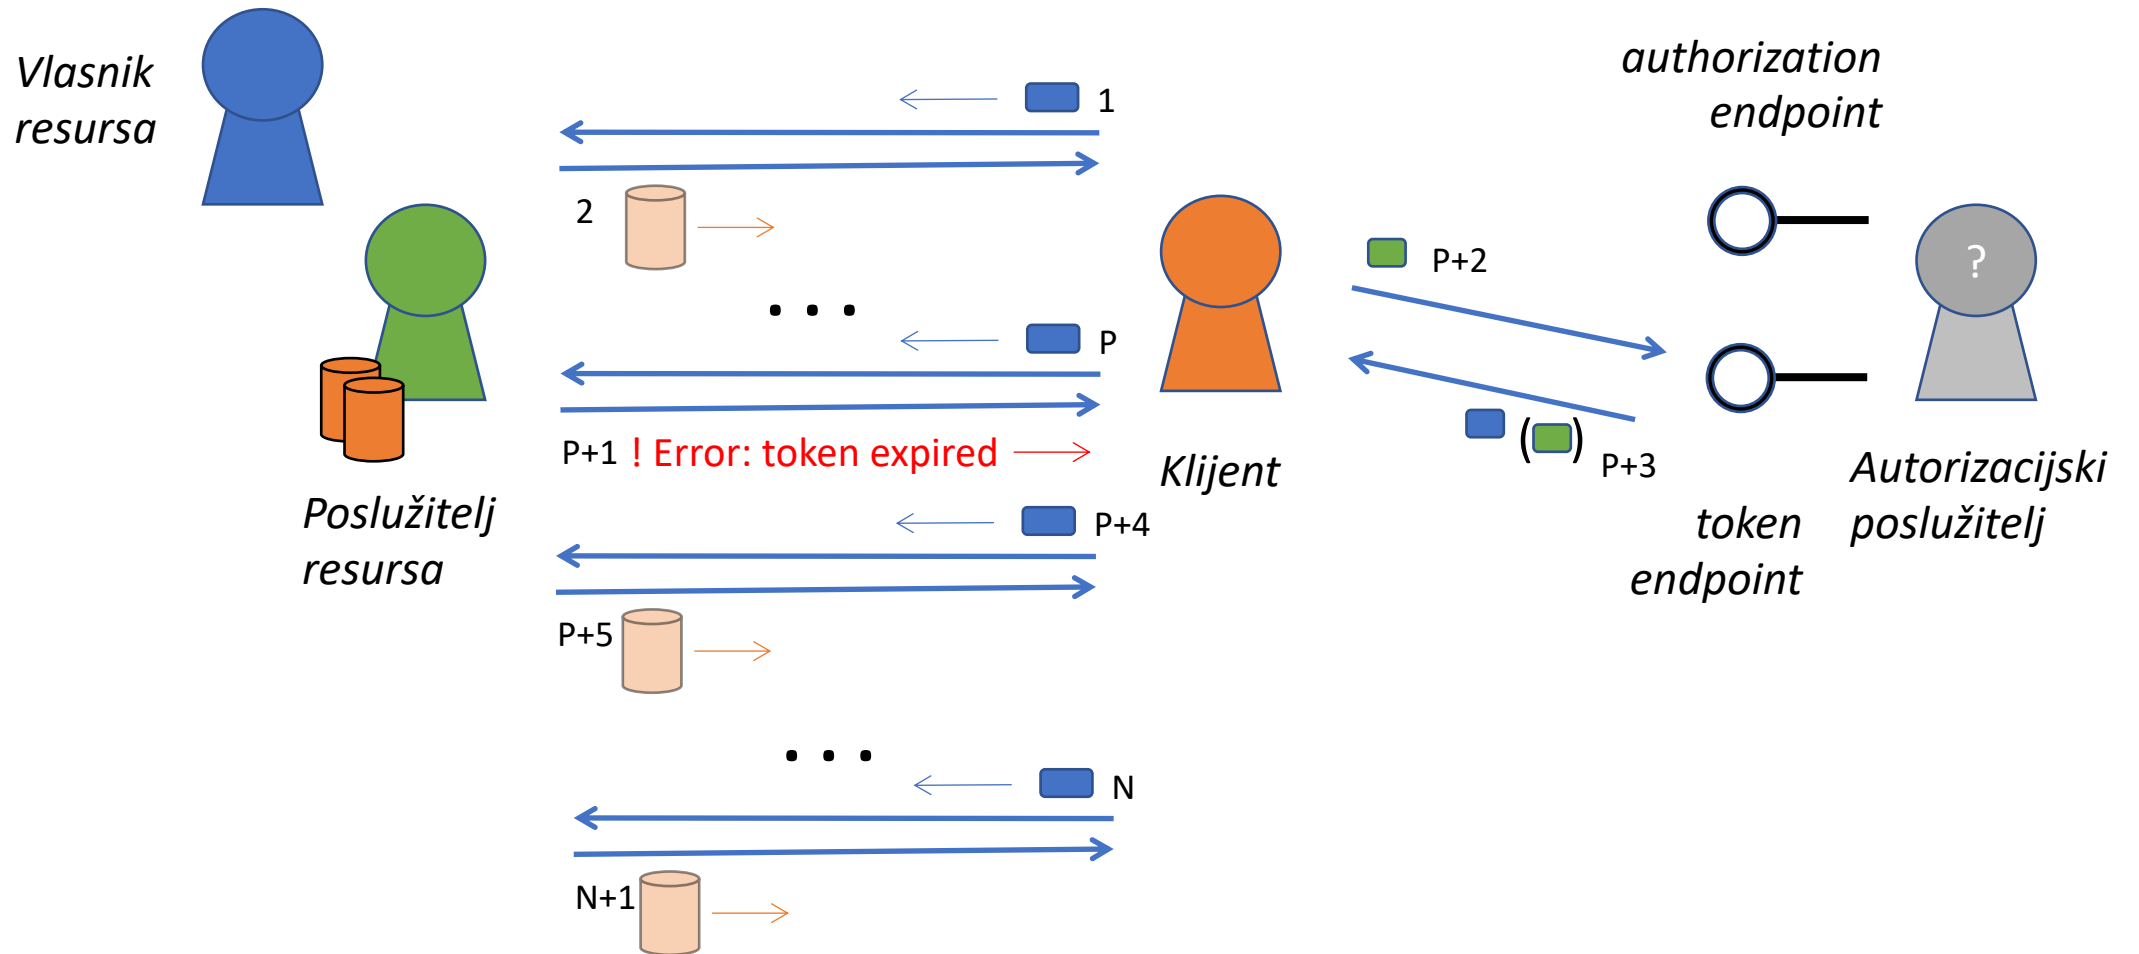 Vlasnik
resursa
1
2
. . .
P
P+1 ! Error: token expired
P+4
P+5
. . .
N
N+1
Poslužitelj
resursa
Klijent
P+2
( )
P+3
authorization
endpoint
?
token
endpoint
Autorizacijski
poslužitelj